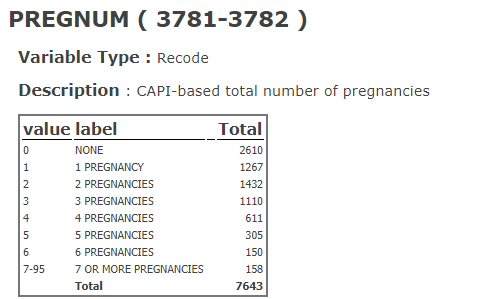 PREGNUM ( 3781-3782 )
Variable Type : Recode
Description : CAPI-based total number of pregnancies
value label Total
0 NONE 2610
1 1 PREGNANCY 1267
2 2 PREGNANCIES 1432
3 3 PREGNANCIES 1110
4 4 PREGNANCIES 611
5 5 PREGNANCIES 305
6 6 PREGNANCIES 150
7-95 7 OR MORE PREGNANCIES 158
Total 7643